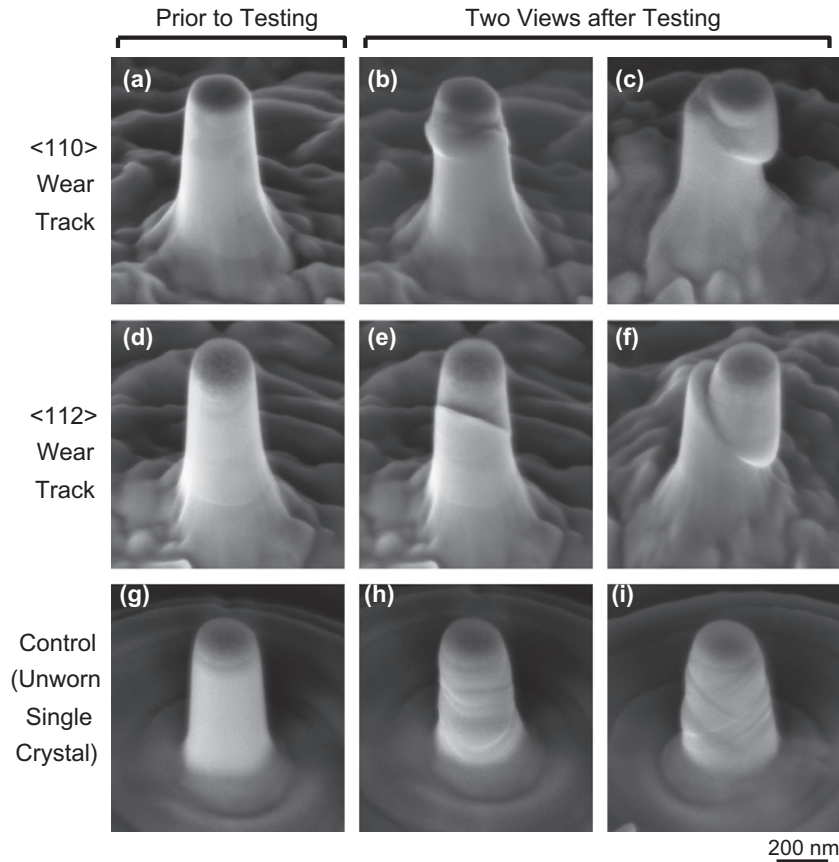 Prior to Testing
Two Views after Testing
(a)
(b)
(c)
<110>
Wear
Track
(d)
(e)
(f)
<112>
Wear
Track
(g)
(h)
(i)
Control
(Unworn
Single
Crystal)
200 nm